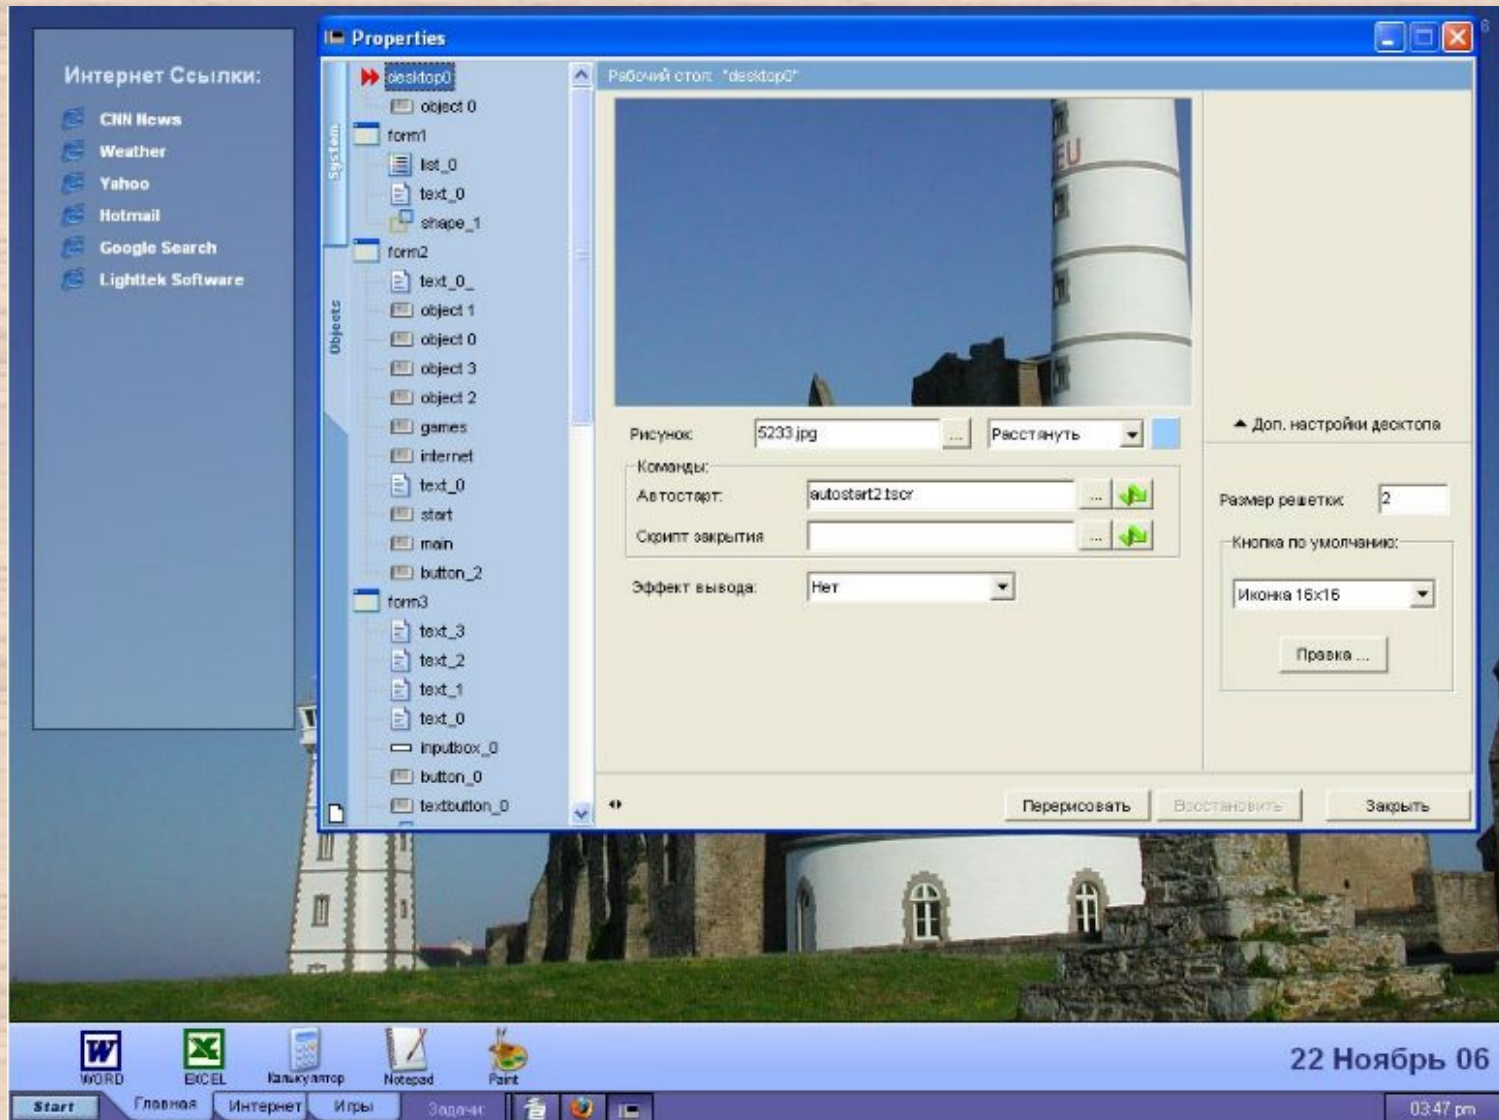 Интернет Ссылки:
CNN News
Weather
Yahoo
Hotmail
Google Search
Lighttek Software
Properties
System
Objects
desktop0
object 0
form1
list_0
text_0
shape_1
form2
text_0_
object 1
object 0
object 3
object 2
games
internet
text_0
start
main
button_2
form3
text_3
text_2
text_1
text_0
inputbox_0
button_0
textbutton_0
Рабочий стол: "desktop0"
EU
Рисунок: 5233.jpg ... Расстянуть
Команды:
Автостарт: autostart2.tscr ...
Скрипт закрытия ...
Эффект вывода: Нет
Доп. настройки десктопа
Размер решетки: 2
Кнопка по умолчанию:
Иконка 16x16
Правка ...
Перерисовать Восстановить Закрыть
WORD EXCEL Калькулятор Notepad Paint
22 Ноябрь 06
Start Главная Интернет Игры Задачи: 03:47 pm